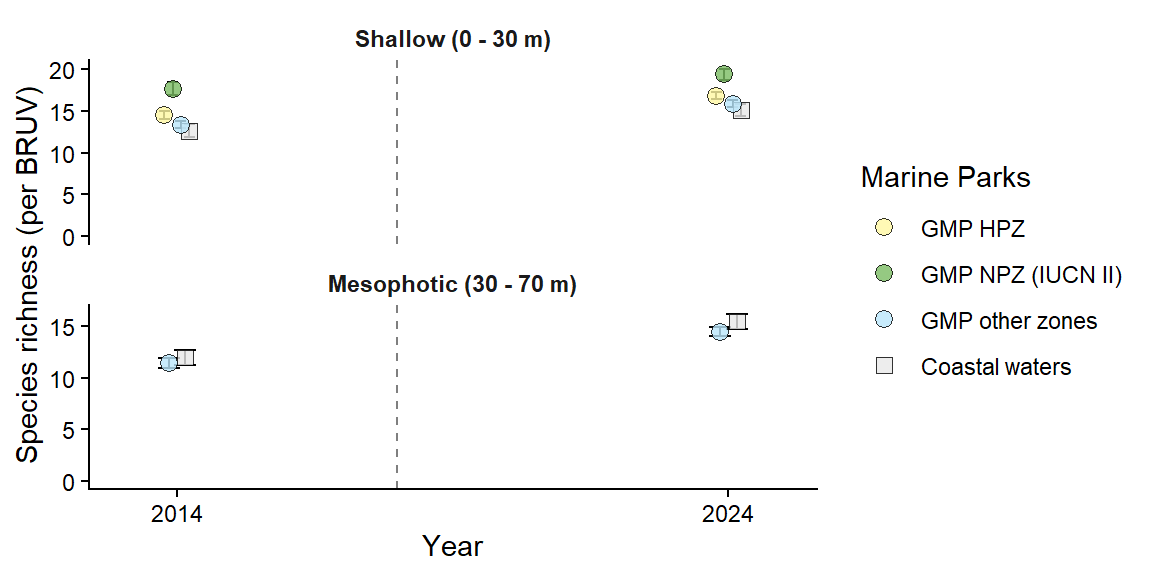 Shallow (0 - 30 m)
20
15
10
5
0
Mesophotic (30 - 70 m)
15
10
5
0
2014
2024
Year
Species richness (per BRUV)
Marine Parks
GMP HPZ
GMP NPZ (IUCN II)
GMP other zones
Coastal waters